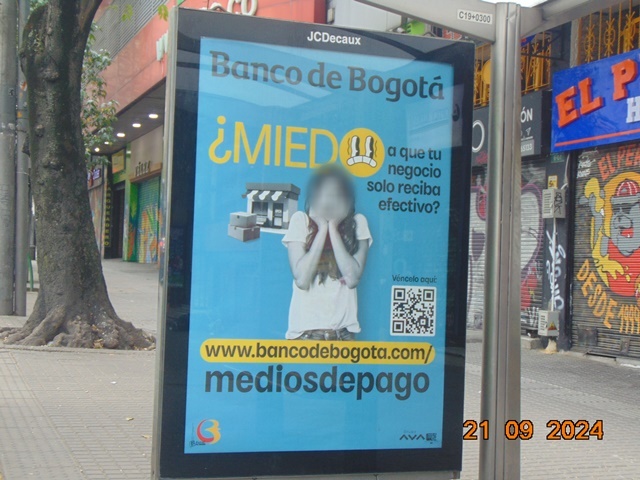 JCDecaux
C19+0300
Banco de Bogotá
¿MIEDO
a que tu
negocio
solo reciba
efectivo?
Véncelo aquí:
www.bancodebogota.com/
mediosdepago
AVAL
EL P
21 09 2024